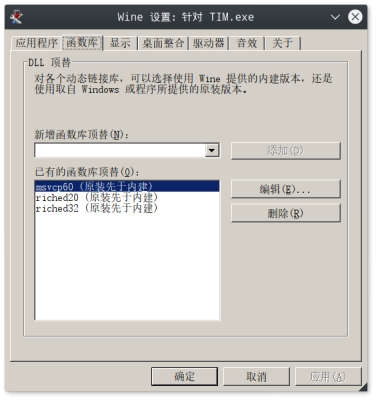 Wine 设置: 针对 TIM.exe
应用程序 函数库 显示 桌面整合 驱动器 音效 关于
DLL 顶替
对各个动态链接库，可以选择使用 Wine 提供的内建版本，还是
使用取自 Windows 或程序所提供的原装版本。
新增函数库顶替(N):
添加(D)
已有的函数库顶替(O):
msvcp60 (原装先于内建)
riched20 (原装先于内建)
riched32 (原装先于内建)
编辑(E)...
删除(R)
确定 取消 应用(A)